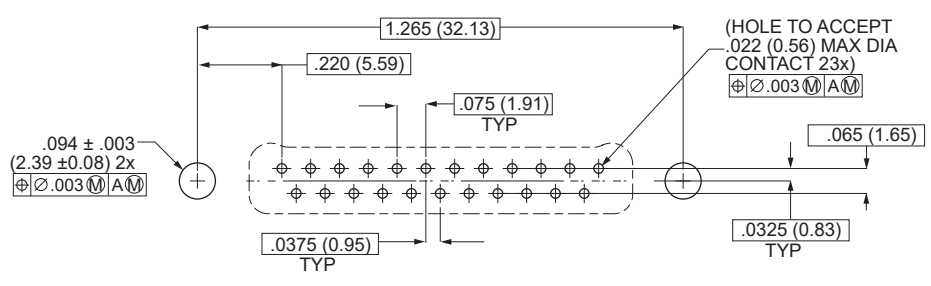 1.265 (32.13)
(HOLE TO ACCEPT
.022 (0.56) MAX DIA
CONTACT 23x)
⌖ ∅.003 Ⓜ A Ⓜ
.220 (5.59)
.075 (1.91)
TYP
.065 (1.65)
.094 ± .003
(2.39 ±0.08) 2x
⌖ ∅.003 Ⓜ A Ⓜ
.0375 (0.95)
TYP
.0325 (0.83)
TYP